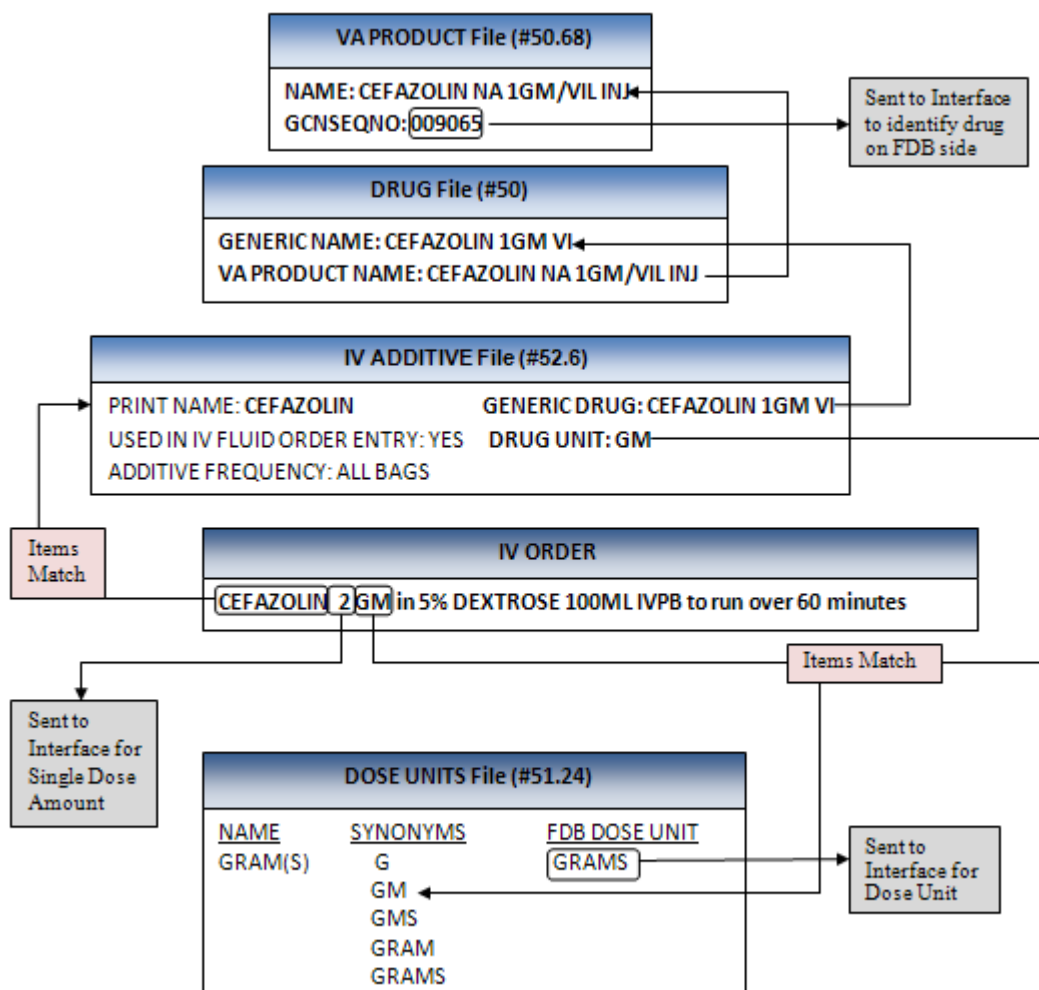 VA PRODUCT File (#50.68)
NAME: CEFAZOLIN NA 1GM/VIL INJ
GCNSEQNO: 009065
Sent to Interface
to identify drug
on FDB side
DRUG File (#50)
GENERIC NAME: CEFAZOLIN 1GM VI
VA PRODUCT NAME: CEFAZOLIN NA 1GM/VIL INJ
IV ADDITIVE File (#52.6)
PRINT NAME: CEFAZOLIN GENERIC DRUG: CEFAZOLIN 1GM VI
USED IN IV FLUID ORDER ENTRY: YES DRUG UNIT: GM
ADDITIVE FREQUENCY: ALL BAGS
Items
Match
IV ORDER
CEFAZOLIN 2 GM in 5% DEXTROSE 100ML IVPB to run over 60 minutes
Items Match
Sent to
Interface for
Single Dose
Amount
DOSE UNITS File (#51.24)
NAME SYNONYMS FDB DOSE UNIT
GRAM(S) G GRAMS
GM
GMS
GRAM
GRAMS
Sent to
Interface for
Dose Unit